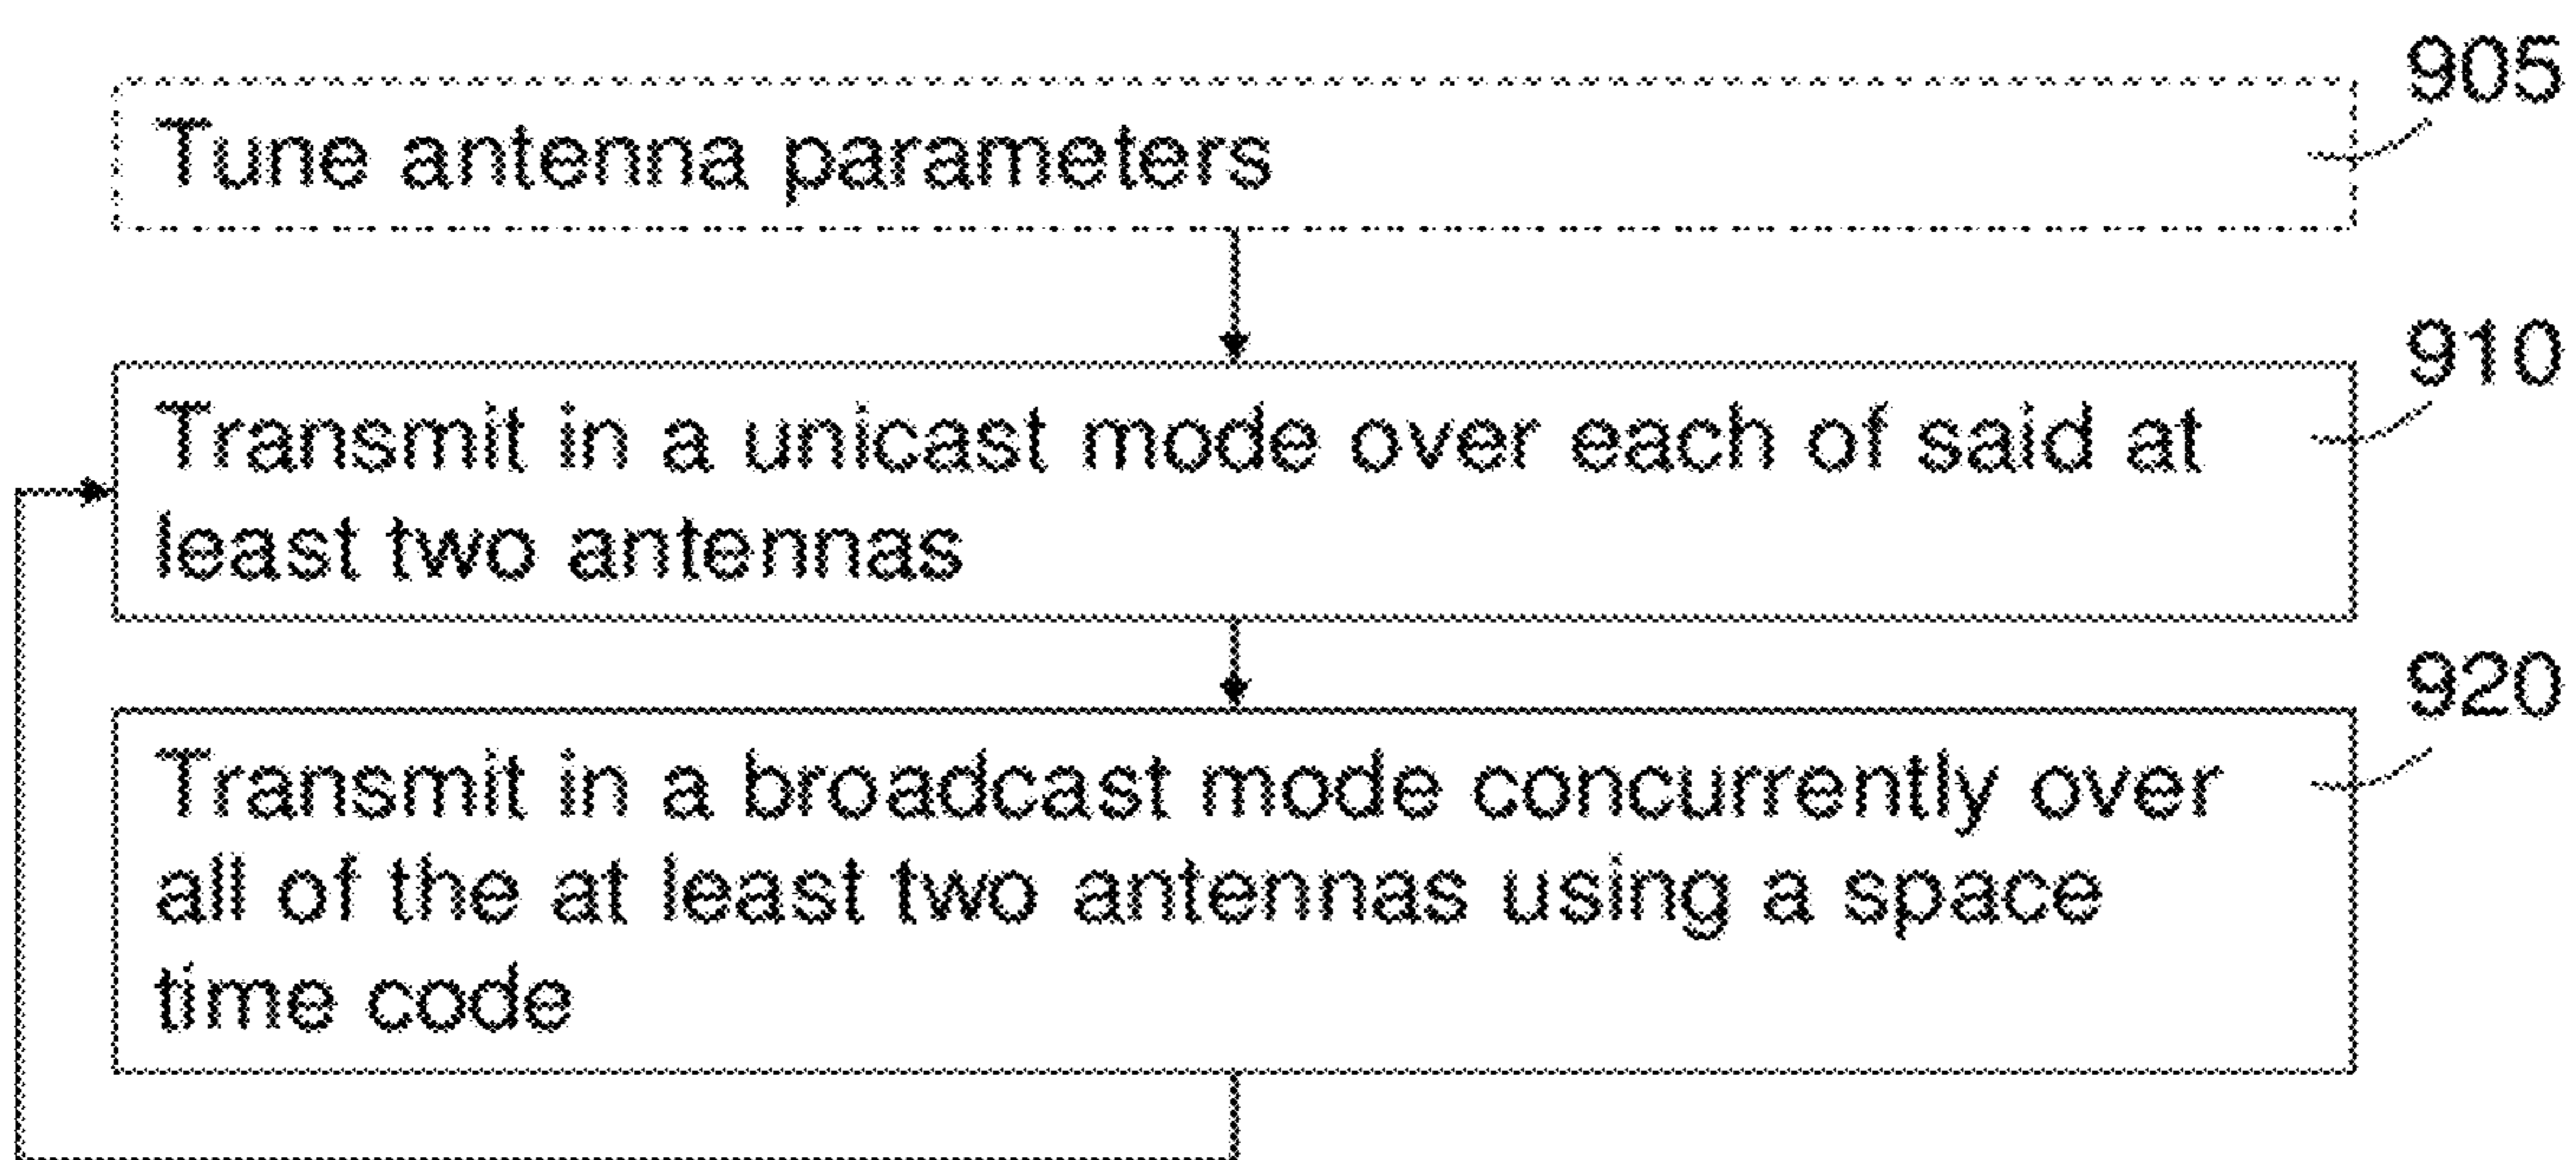 905
Tune antenna parameters
910
Transmit in a unicast mode over each of said at
least two antennas
920
Transmit in a broadcast mode concurrently over
all of the at least two antennas using a space
time code